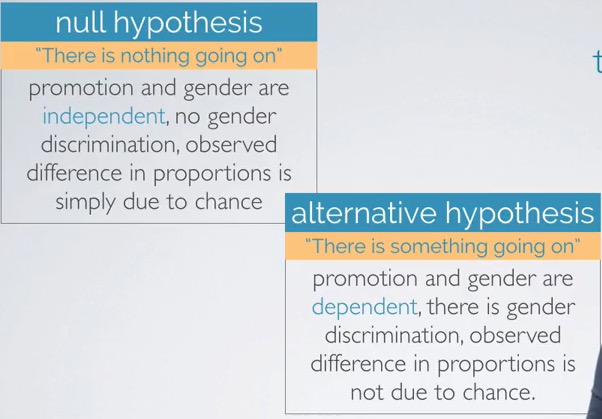 null hypothesis
"There is nothing going on"
promotion and gender are
independent, no gender
discrimination, observed
difference in proportions is
simply due to chance
alternative hypothesis
"There is something going on"
promotion and gender are
dependent, there is gender
discrimination, observed
difference in proportions is
not due to chance.